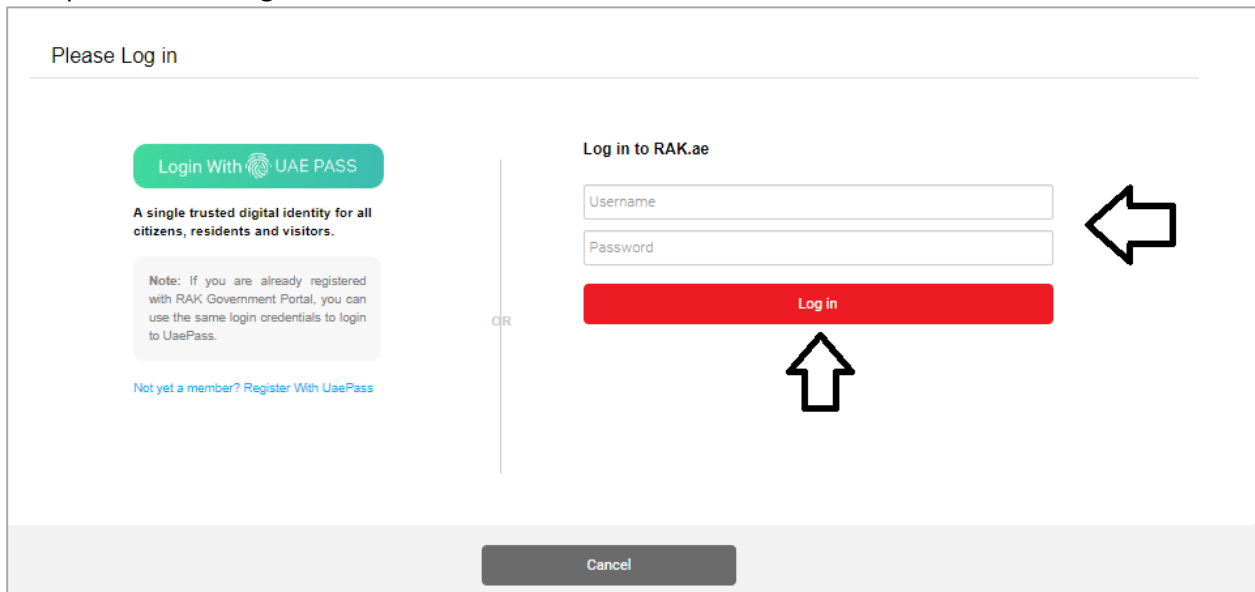 Please Log in
Login With UAE PASS
A single trusted digital identity for all
citizens, residents and visitors.
Note: If you are already registered
with RAK Government Portal, you can
use the same login credentials to login
to UaePass.
Not yet a member? Register With UaePass
OR
Log in to RAK.ae
Username
Password
Log in
Cancel